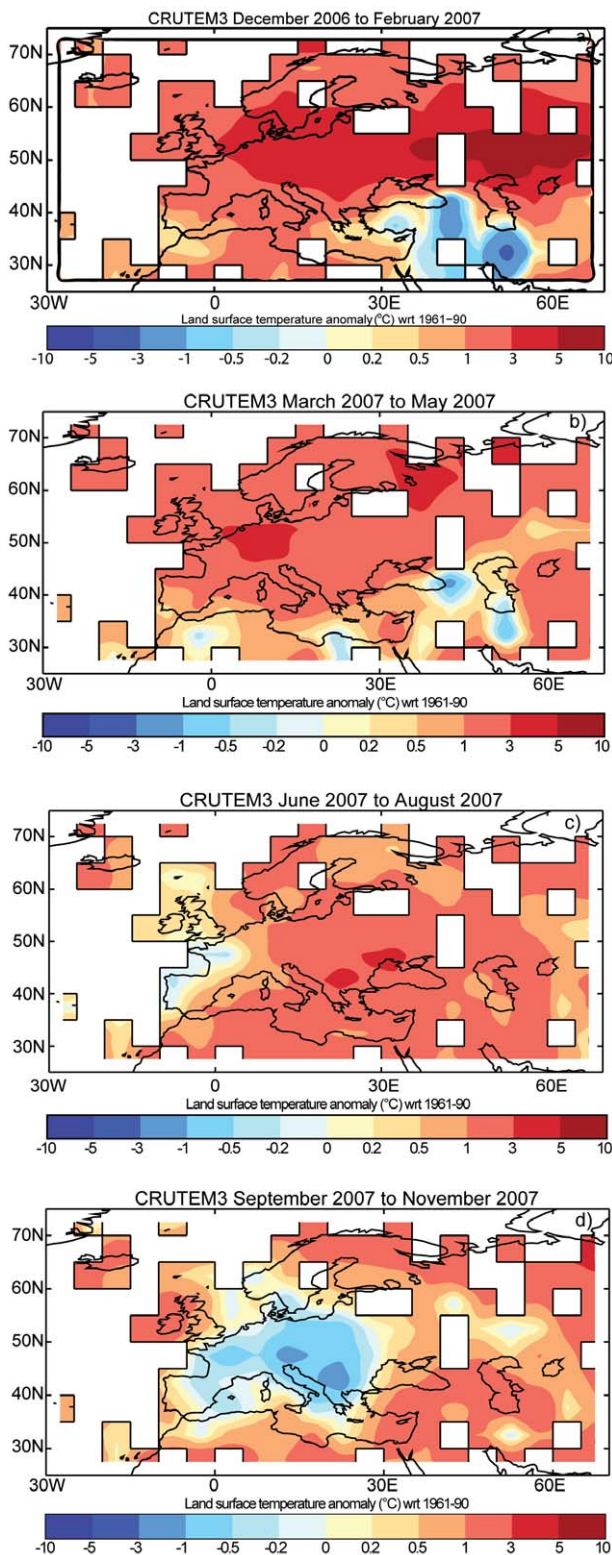 CRUTEM3 December 2006 to February 2007
a)
70N
60N
50N
40N
30N
30W 0 30E 60E
Land surface temperature anomaly (°C) wrt 1961−90
-10 -5 -3 -1 -0.5 -0.2 0 0.2 0.5 1 3 5 10
CRUTEM3 March 2007 to May 2007
b)
70N
60N
50N
40N
30N
30W 0 30E 60E
Land surface temperature anomaly (°C) wrt 1961-90
-10 -5 -3 -1 -0.5 -0.2 0 0.2 0.5 1 3 5 10
CRUTEM3 June 2007 to August 2007
c)
70N
60N
50N
40N
30N
30W 0 30E 60E
Land surface temperature anomaly (°C) wrt 1961-90
-10 -5 -3 -1 -0.5 -0.2 0 0.2 0.5 1 3 5 10
CRUTEM3 September 2007 to November 2007
d)
70N
60N
50N
40N
30N
30W 0 30E 60E
Land surface temperature anomaly (°C) wrt 1961-90
-10 -5 -3 -1 -0.5 -0.2 0 0.2 0.5 1 3 5 10